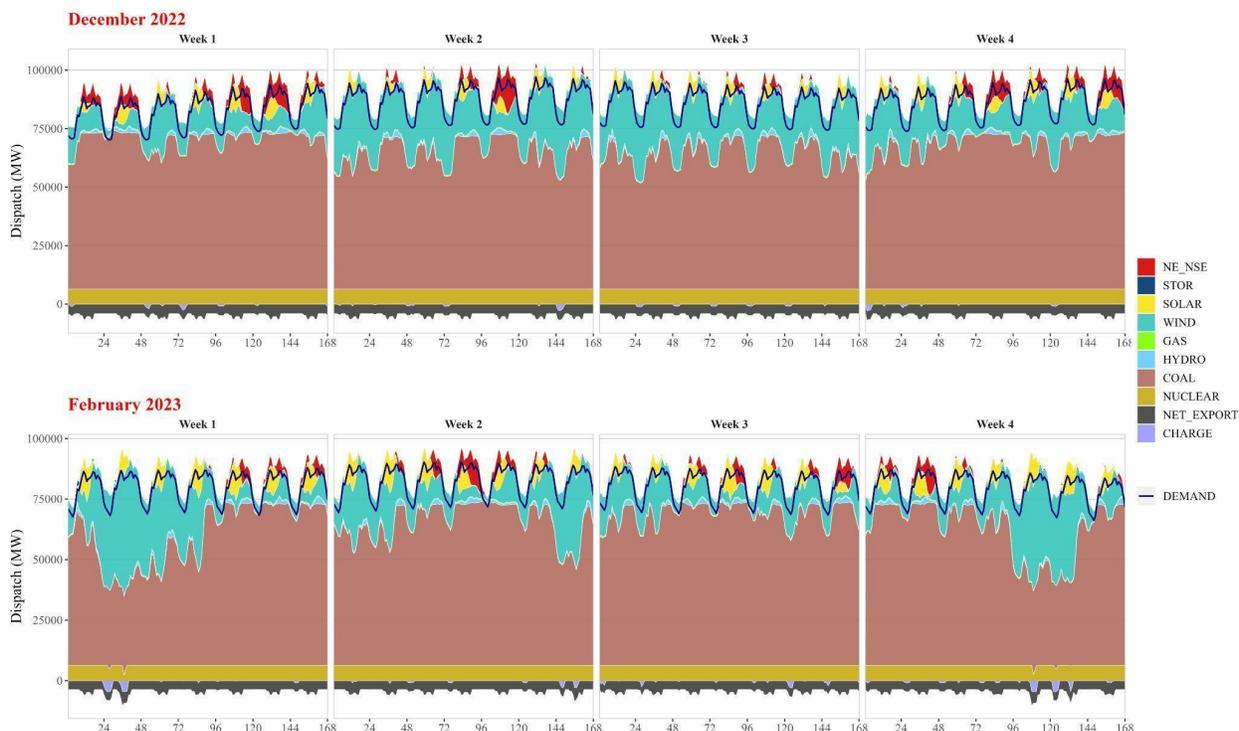 December 2022
Week 1 Week 2 Week 3 Week 4
100000
75000
50000
25000
0
Dispatch (MW)
24 48 72 96 120 144 168 24 48 72 96 120 144 168 24 48 72 96 120 144 168 24 48 72 96 120 144 168
NE_NSE
STOR
SOLAR
WIND
GAS
HYDRO
COAL
NUCLEAR
NET_EXPORT
CHARGE
DEMAND
February 2023
Week 1 Week 2 Week 3 Week 4
100000
75000
50000
25000
0
Dispatch (MW)
24 48 72 96 120 144 168 24 48 72 96 120 144 168 24 48 72 96 120 144 168 24 48 72 96 120 144 168